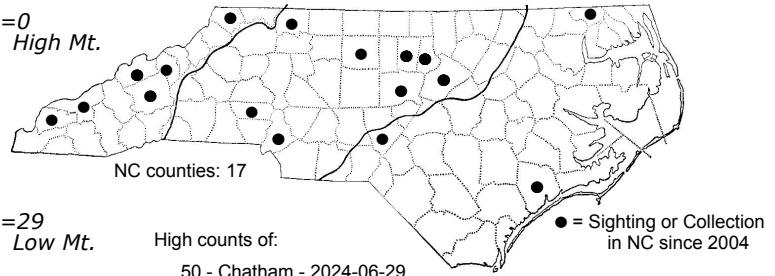 =0
High Mt.
NC counties: 17
=29
Low Mt.
High counts of:
50 - Chatham - 2024-06-29
● = Sighting or Collection
in NC since 2004